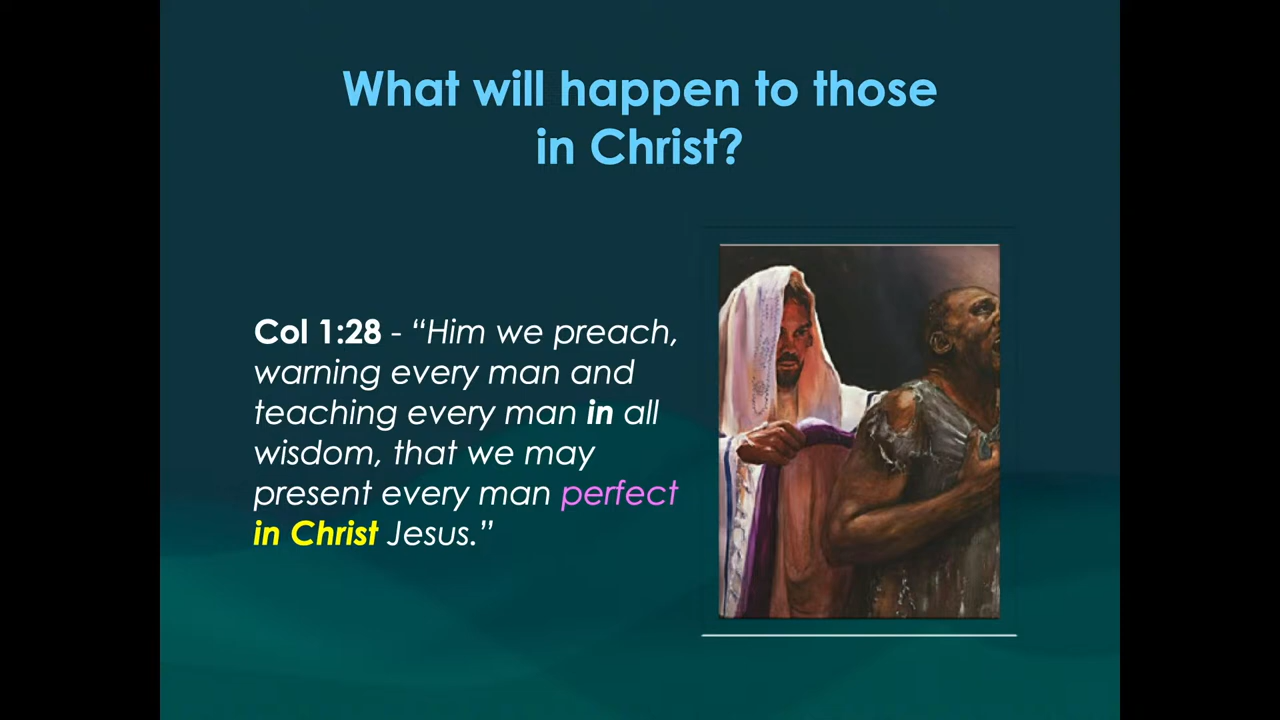 What will happen to those
in Christ?
Col 1:28 - “Him we preach,
warning every man and
teaching every man in all
wisdom, that we may
present every man perfect
in Christ Jesus.”